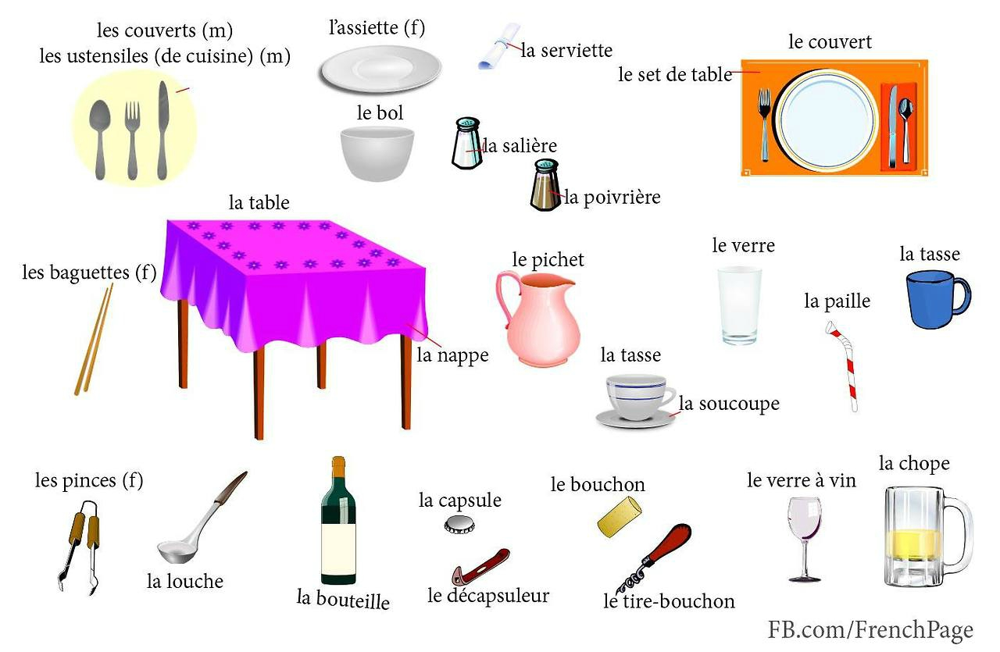 les couverts (m)
les ustensiles (de cuisine) (m)
l'assiette (f)
la serviette
le couvert
le set de table
le bol
la salière
la poivrière
la table
les baguettes (f)
le pichet
le verre
la tasse
la paille
la nappe
la tasse
la soucoupe
les pinces (f)
la louche
la bouteille
la capsule
le décapsuleur
le bouchon
le tire-bouchon
le verre à vin
la chope
FB.com/FrenchPage